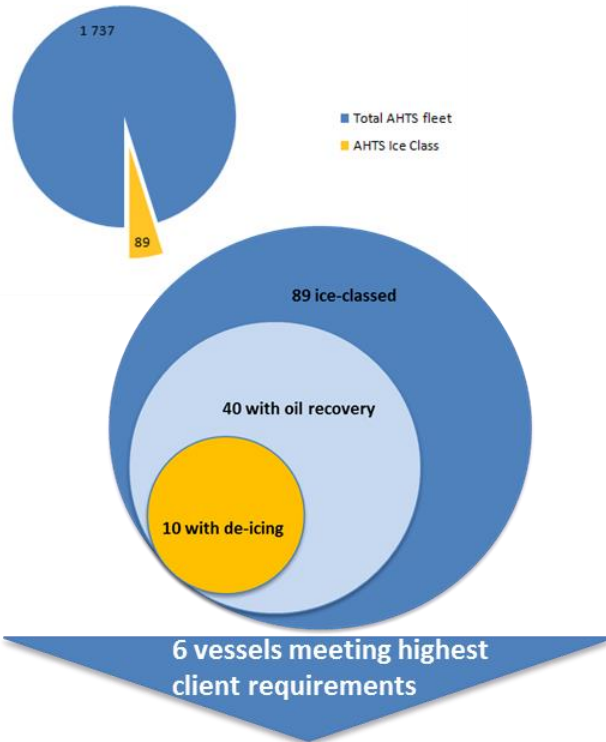 1 737
Total AHTS fleet
AHTS Ice Class
89
89 ice-classed
40 with oil recovery
10 with de-icing
6 vessels meeting highest
client requirements